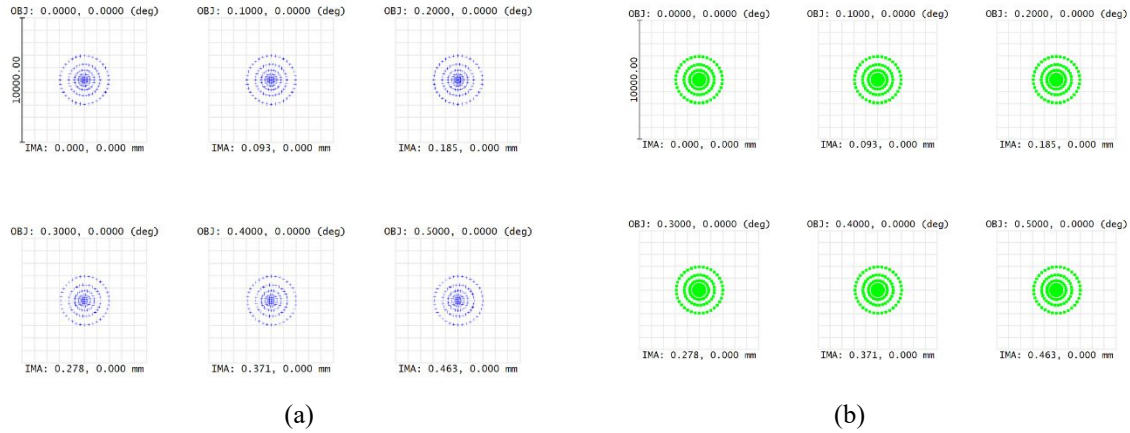 OBJ: 0.0000, 0.0000 (deg) OBJ: 0.1000, 0.0000 (deg) OBJ: 0.2000, 0.0000 (deg)
10000.00
IMA: 0.000, 0.000 mm IMA: 0.093, 0.000 mm IMA: 0.185, 0.000 mm
OBJ: 0.3000, 0.0000 (deg) OBJ: 0.4000, 0.0000 (deg) OBJ: 0.5000, 0.0000 (deg)
IMA: 0.278, 0.000 mm IMA: 0.371, 0.000 mm IMA: 0.463, 0.000 mm
(a)
OBJ: 0.0000, 0.0000 (deg) OBJ: 0.1000, 0.0000 (deg) OBJ: 0.2000, 0.0000 (deg)
10000.00
IMA: 0.000, 0.000 mm IMA: 0.093, 0.000 mm IMA: 0.185, 0.000 mm
OBJ: 0.3000, 0.0000 (deg) OBJ: 0.4000, 0.0000 (deg) OBJ: 0.5000, 0.0000 (deg)
IMA: 0.278, 0.000 mm IMA: 0.371, 0.000 mm IMA: 0.463, 0.000 mm
(b)